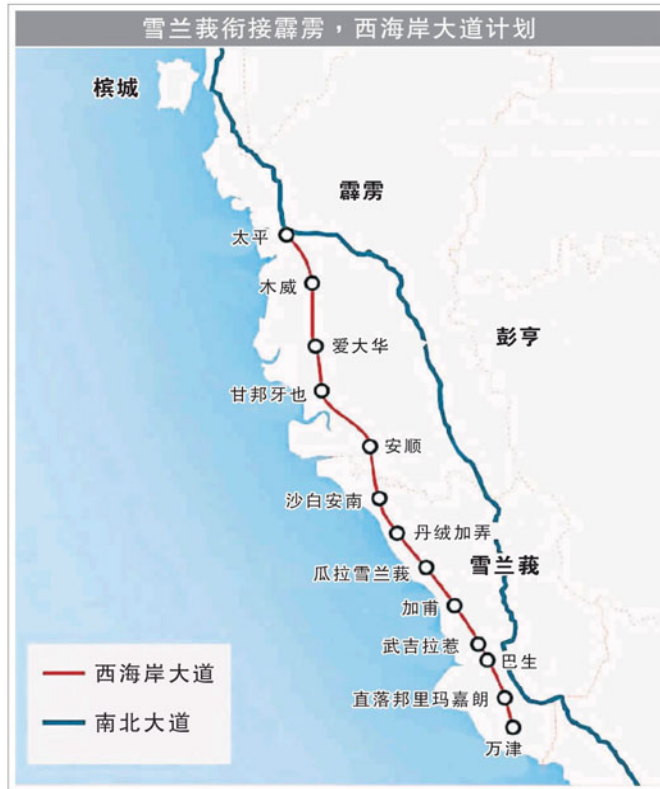 雪兰莪衔接霹雳，西海岸大道计划
槟城
霹雳
太平
木威
彭亨
爱大华
甘邦牙也
安顺
沙白安南
丹绒加弄
瓜拉雪兰莪
雪兰莪
加甫
武吉拉惹
巴生
直落邦里玛嘉朗
万津
西海岸大道
南北大道